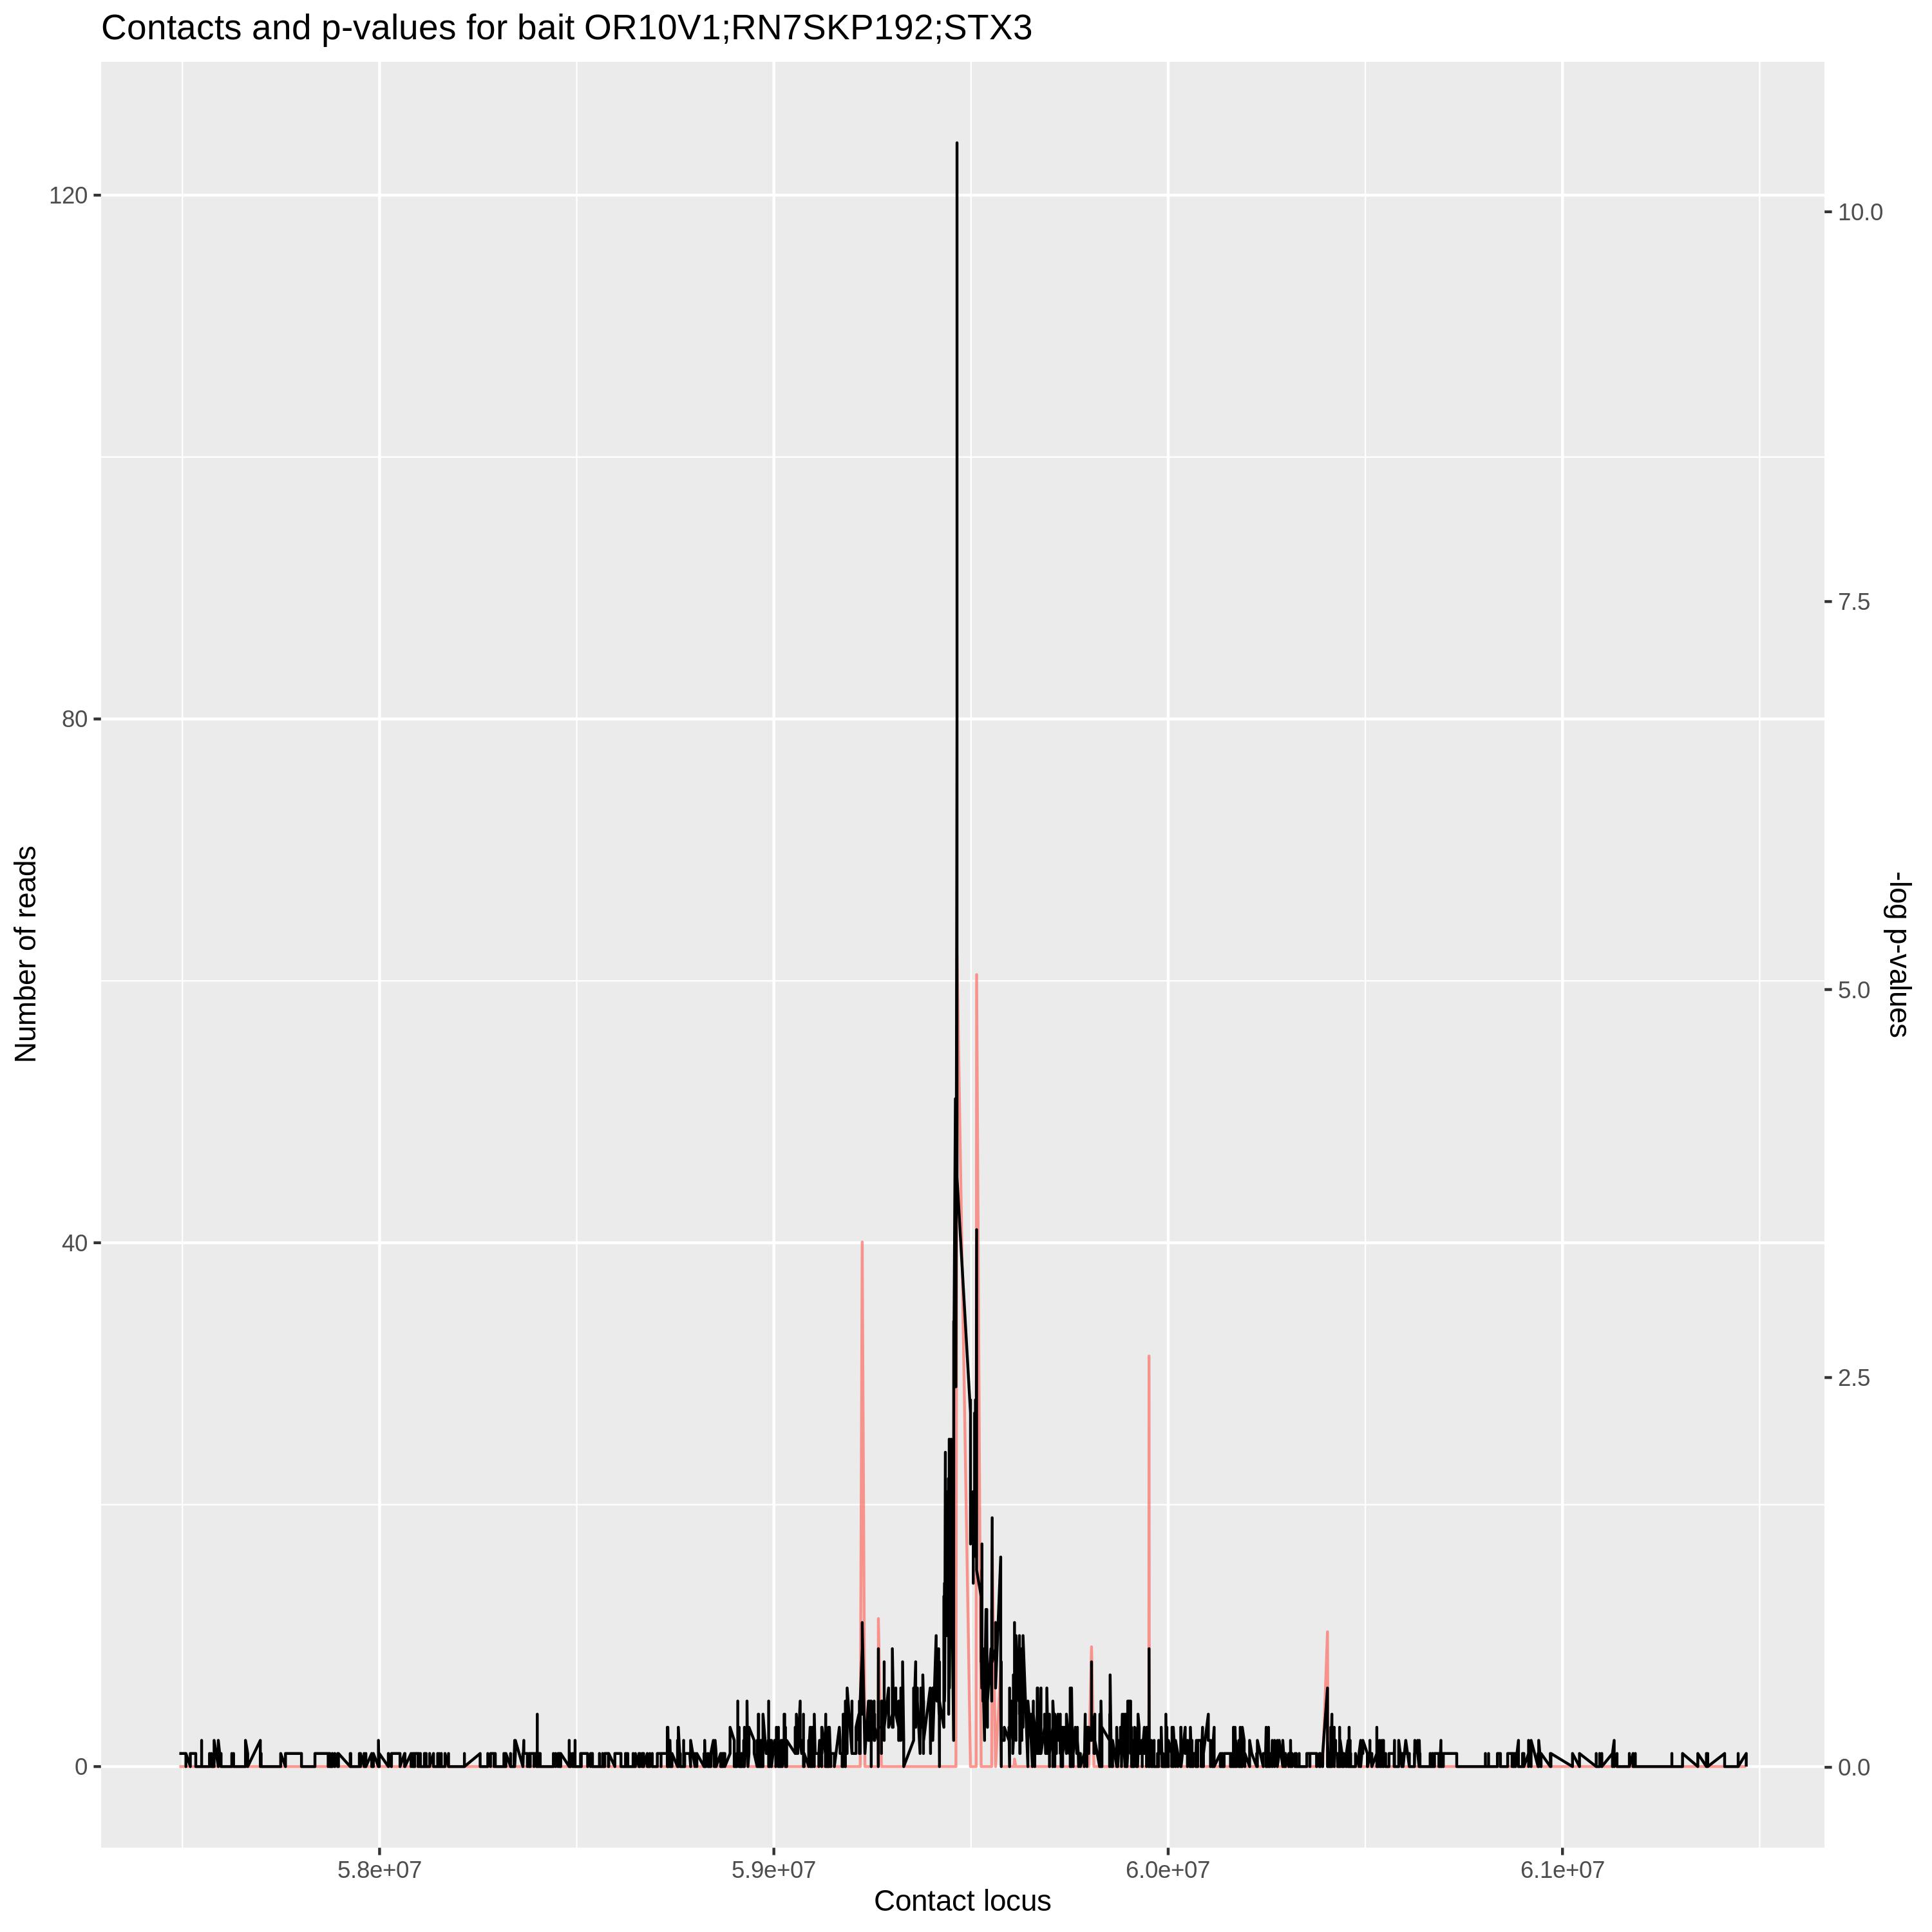 Contacts and p-values for bait OR10V1;RN7SKP192;STX3
120
80
40
0
Number of reads
10.0
7.5
5.0
2.5
0.0
-log p-values
5.8e+07
5.9e+07
6.0e+07
6.1e+07
Contact locus